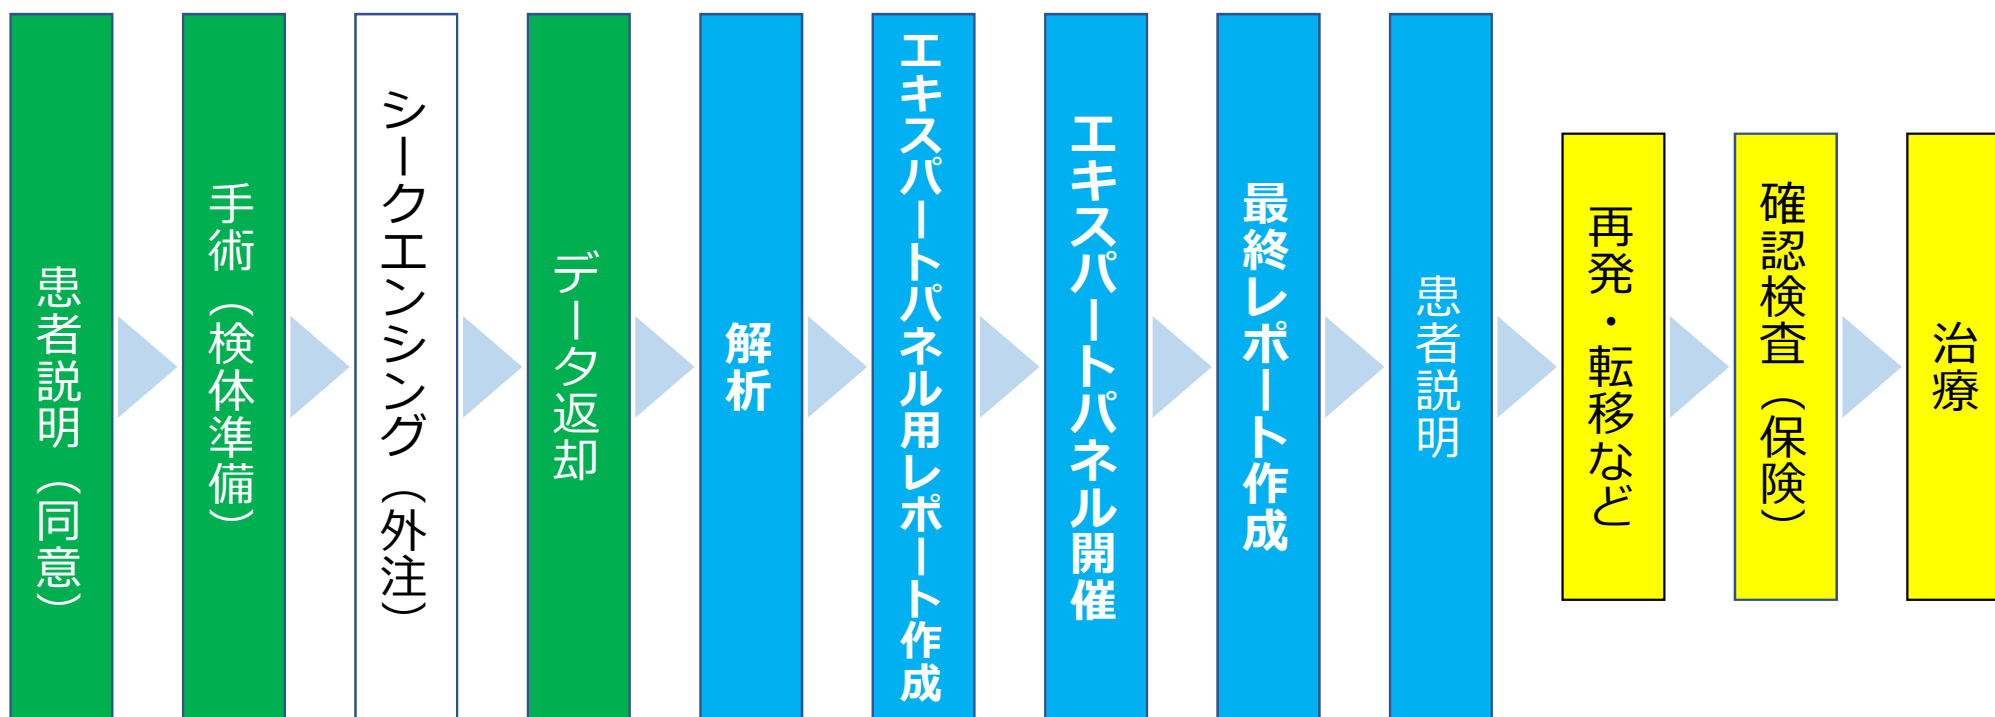 患者説明（同意）
手術（検体準備）
シークエンシング（外注）
データ返却
解析
エキスパートパネル用レポート作成
エキスパートパネル開催
最終レポート作成
患者説明
再発・転移など
確認検査（保険）
治療